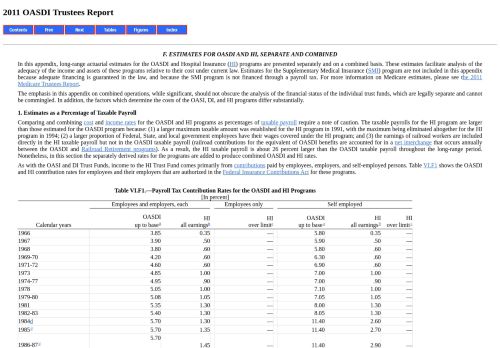 2011 OASDI Trustees Report
Contents Prev Next Tables Figures Index
F. ESTIMATES FOR OASDI AND HI, SEPARATE AND COMBINED
In this appendix, long-range actuarial estimates for the OASDI and Hospital Insurance (HI) programs are presented separately and on a combined basis. These estimates facilitate analysis of the
adequacy of the income and assets of these programs relative to their cost under current law. Estimates for the Supplementary Medical Insurance (SMI) program are not included in this appendix
because adequate financing is guaranteed in the law, and because the SMI program is not financed through a payroll tax. For more information on Medicare estimates, please see the 2011
Medicare Trustees Report.
The emphasis in this appendix on combined operations, while significant, should not obscure the analysis of the financial status of the individual trust funds, which are legally separate and cannot
be commingled. In addition, the factors which determine the costs of the OASI, DI, and HI programs differ substantially.
1. Estimates as a Percentage of Taxable Payroll
Comparing and combining cost and income rates for the OASDI and HI programs as percentages of taxable payroll require a note of caution. The taxable payrolls for the HI program are larger
than those estimated for the OASDI program because: (1) a larger maximum taxable amount was established for the HI program in 1991, with the maximum being eliminated altogether for the HI
program in 1994; (2) a larger proportion of Federal, State, and local government employees have their wages covered under the HI program; and (3) the earnings of railroad workers are included
directly in the HI taxable payroll but not in the OASDI taxable payroll (railroad contributions for the equivalent of OASDI benefits are accounted for in a net interchange that occurs annually
between the OASDI and Railroad Retirement programs). As a result, the HI taxable payroll is about 26 percent larger than the OASDI taxable payroll throughout the long-range period.
Nonetheless, in this section the separately derived rates for the programs are added to produce combined OASDI and HI rates.
As with the OASI and DI Trust Funds, income to the HI Trust Fund comes primarily from contributions paid by employees, employers, and self-employed persons. Table VI.F1 shows the OASDI
and HI contribution rates for employees and their employers that are authorized in the Federal Insurance Contributions Act for these programs.
Table VI.F1.—Payroll Tax Contribution Rates for the OASDI and HI Programs
[In percent]
Employees and employers, each Employees only Self employed
Calendar years OASDI up to base HI all earnings HI over limit OASDI up to base HI all earnings HI over limit
1966 3.85 0.35 — 5.80 0.35 —
1967 3.90 .50 — 5.90 .50 —
1968 3.80 .60 — 5.80 .60 —
1969-70 4.20 .60 — 6.30 .60 —
1971-72 4.60 .60 — 6.90 .60 —
1973 4.85 1.00 — 7.00 1.00 —
1974-77 4.95 .90 — 7.00 .90 —
1978 5.05 1.00 — 7.10 1.00 —
1979-80 5.08 1.05 — 7.05 1.05 —
1981 5.35 1.30 — 8.00 1.30 —
1982-83 5.40 1.30 — 8.05 1.30 —
1984 5.70 1.30 — 11.40 2.60 —
1985 5.70 1.35 — 11.40 2.70 —
5.70
1986-87 1.45 — 11.40 2.90 —